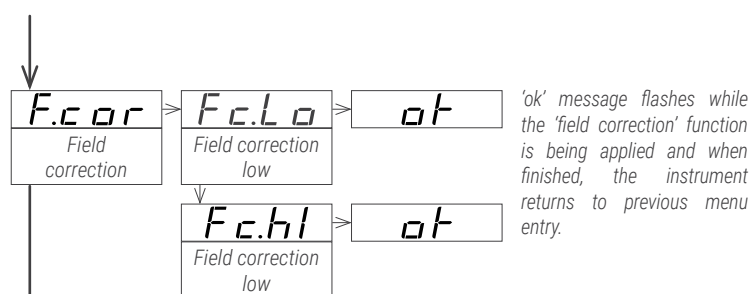 F.cor
Field
correction
Fc.Lo
Field correction
low
ok
Fc.hI
Field correction
low
ok
‘ok’ message flashes while
the ‘field correction’ function
is being applied and when
finished, the instrument
returns to previous menu
entry.